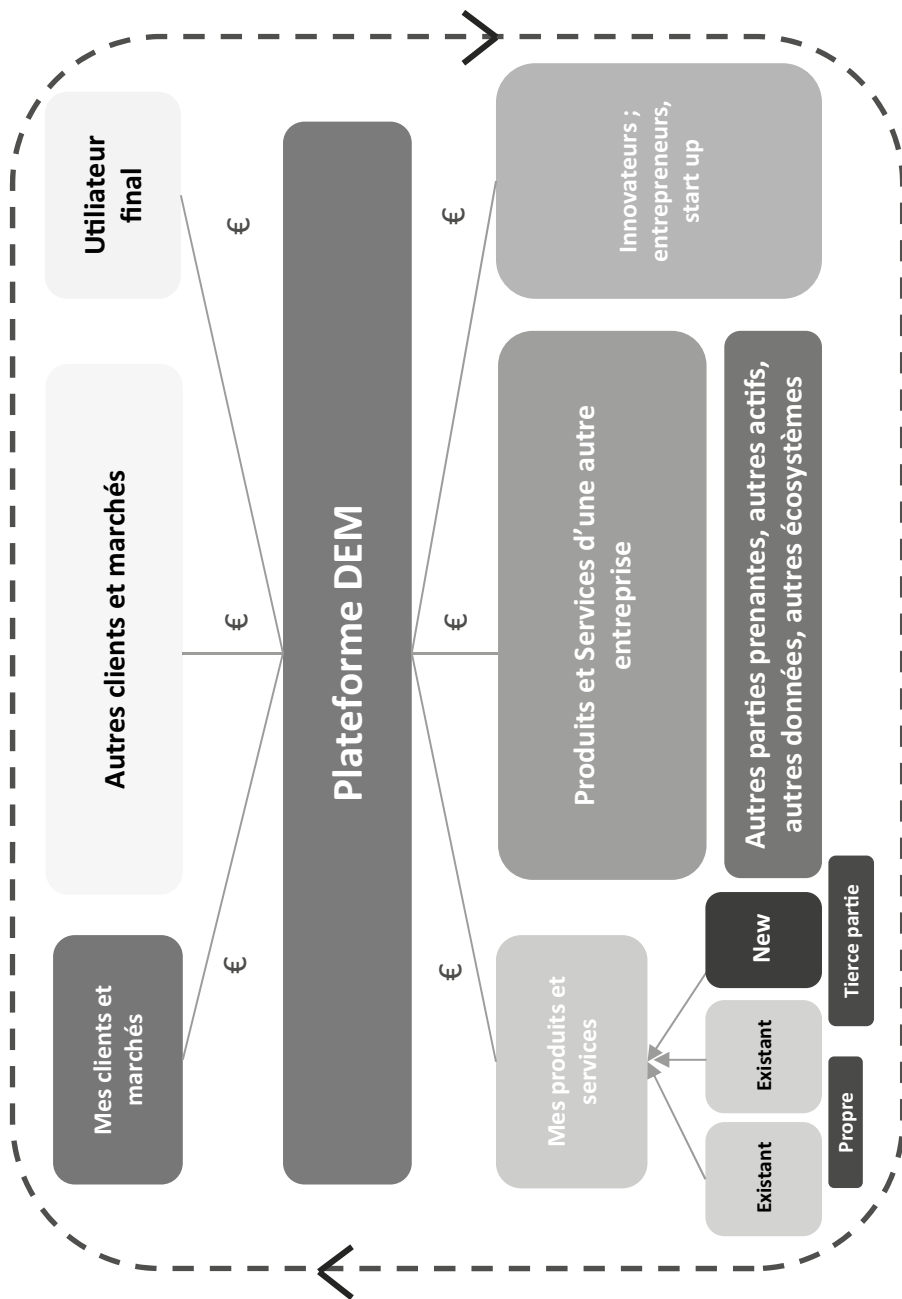 Mes clients et
marchés
Autres clients et marchés
Utiliateur
final
€
€
€
Plateforme DEM
€
€
€
Mes produits et
services
Produits et Services d’une autre
entreprise
Innovateurs ;
entrepreneurs,
start up
Existant
Existant
New
Autres parties prenantes, autres actifs,
autres données, autres écosystèmes
Propre
Tierce partie